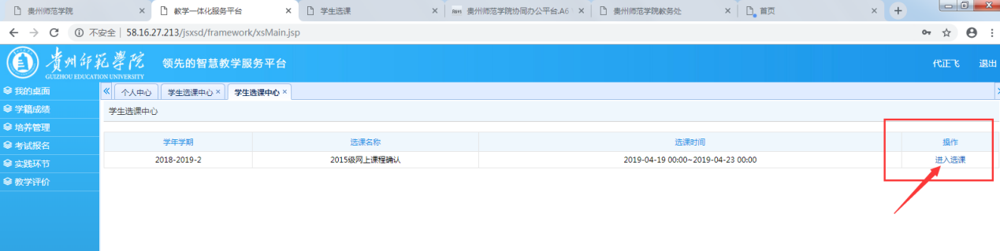 贵州师范学院
教学一体化服务平台
学生选课
贵州师范学院协同办公平台,A6
贵州师范学院教务处
首页
不安全 | 58.16.27.213/jsxsd/framework/xsMain.jsp
貴州师范學院
GUIZHOU EDUCATION UNIVERSITY
领先的智慧教学服务平台
代正飞 退出
我的桌面
学籍成绩
培养管理
考试报名
实践环节
教学评价
个人中心 学生选课中心 学生选课中心
学生选课中心
学年学期 选课名称 选课时间 操作
2018-2019-2 2015级网上课程确认 2019-04-19 00:00~2019-04-23 00:00 进入选课